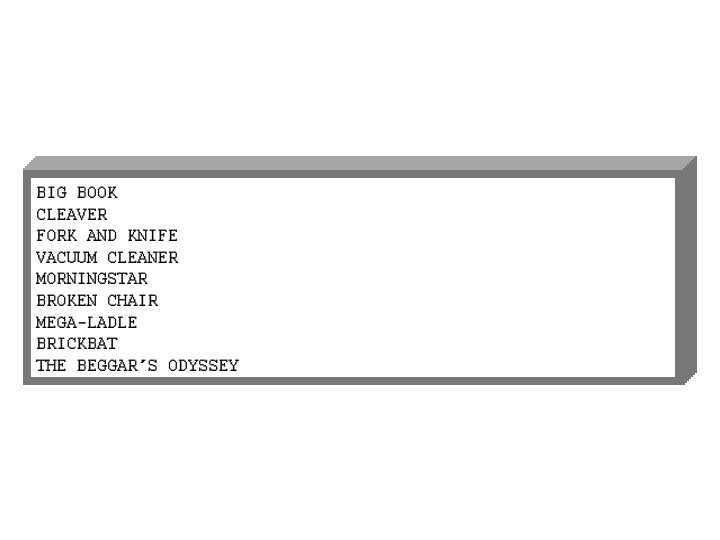 BIG BOOK
CLEAVER
FORK AND KNIFE
VACUUM CLEANER
MORNINGSTAR
BROKEN CHAIR
MEGA-LADLE
BRICKBAT
THE BEGGAR´S ODYSSEY